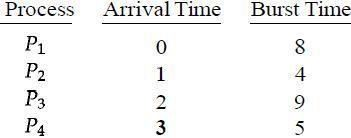 Process Arrival Time Burst Time
P1 0 8
P2 1 4
P3 2 9
P4 3 5